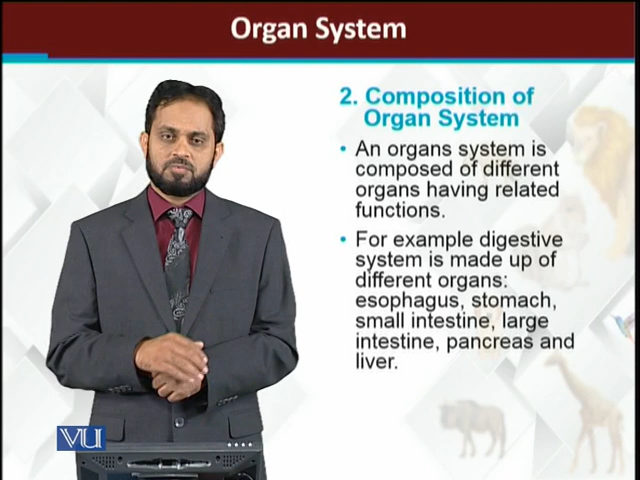 Organ System
2. Composition of
Organ System
• An organs system is
composed of different
organs having related
functions.
• For example digestive
system is made up of
different organs:
esophagus, stomach,
small intestine, large
intestine, pancreas and
liver.
VU